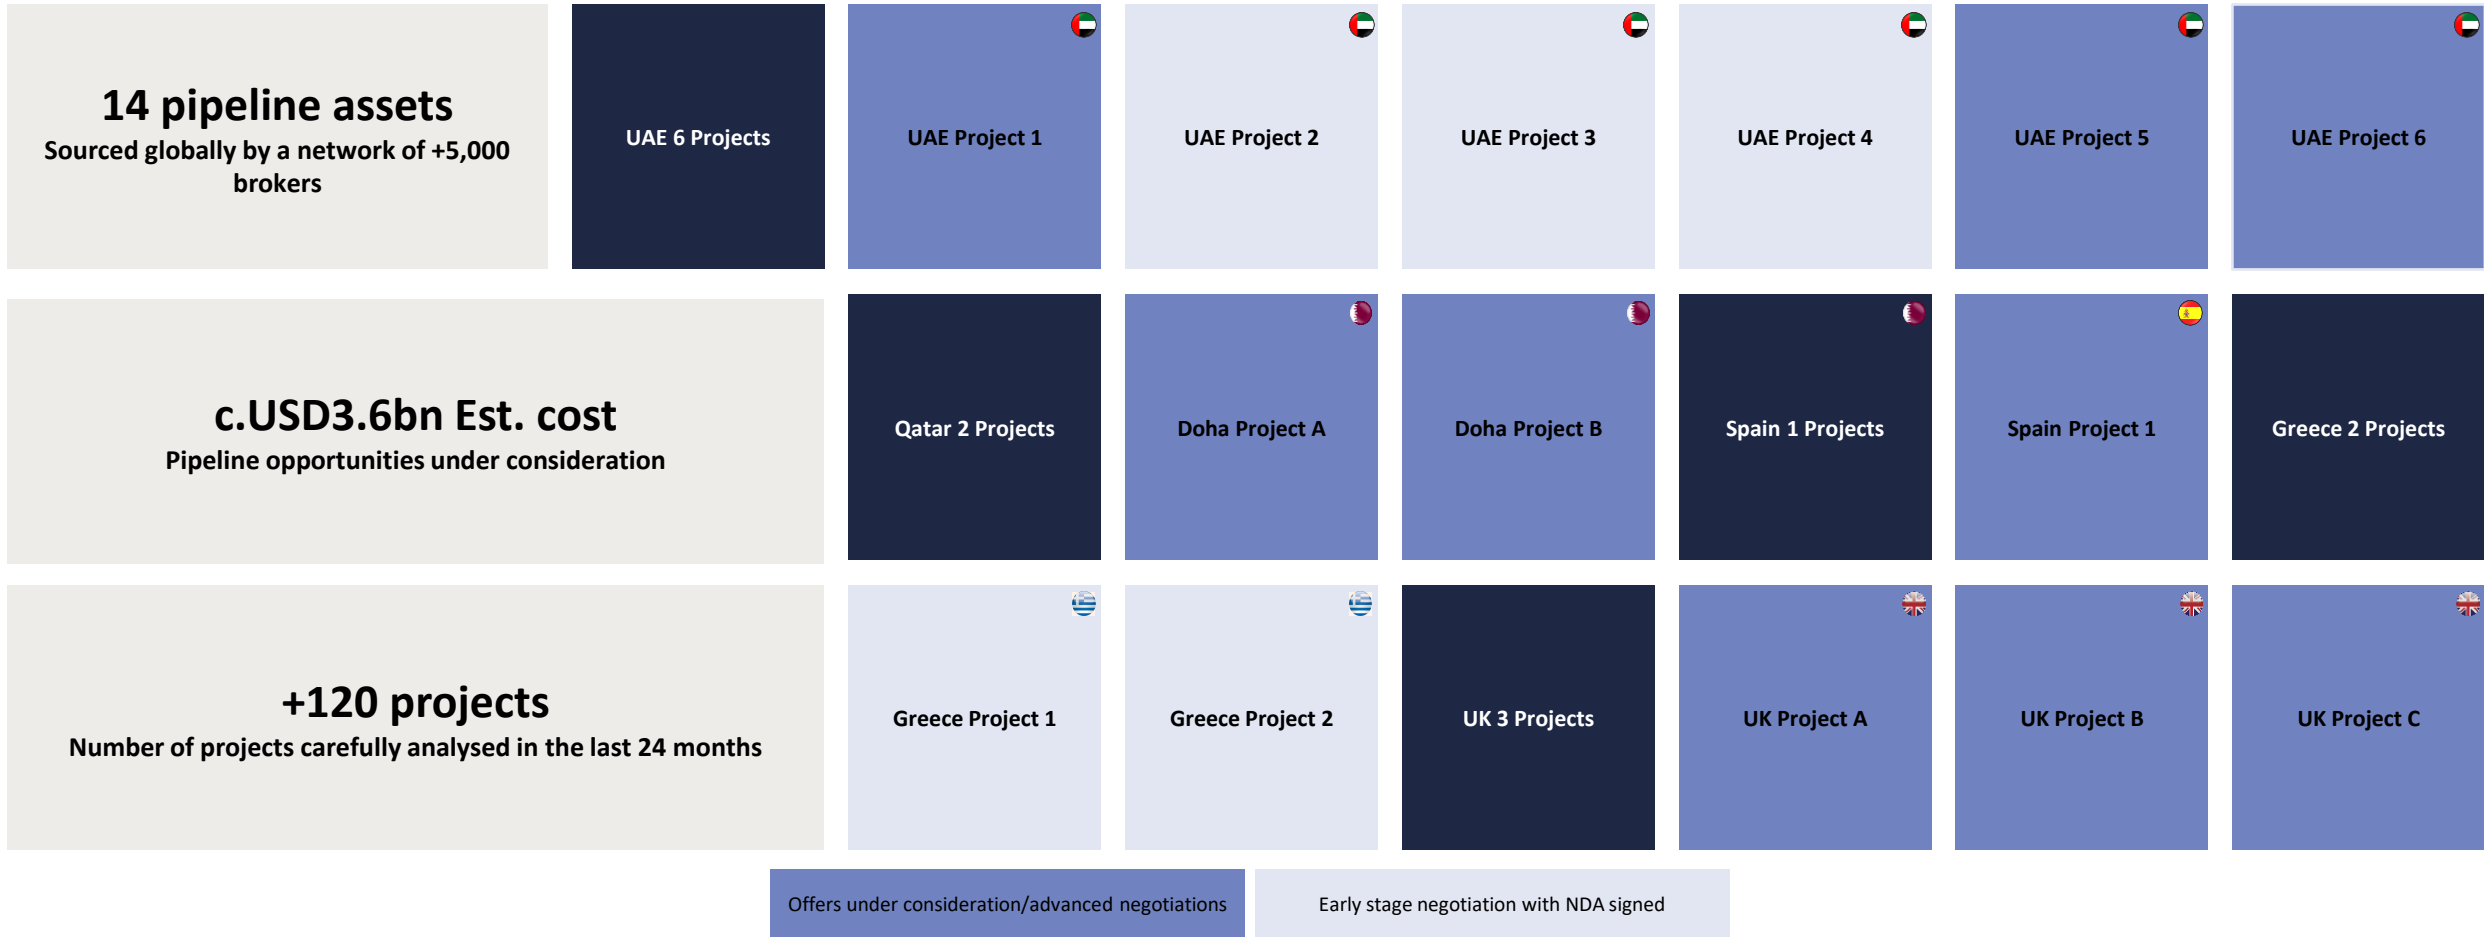 14 pipeline assets
Sourced globally by a network of +5,000
brokers
UAE 6 Projects
UAE Project 1
UAE Project 2
UAE Project 3
UAE Project 4
UAE Project 5
UAE Project 6
c.USD3.6bn Est. cost
Pipeline opportunities under consideration
Qatar 2 Projects
Doha Project A
Doha Project B
Spain 1 Projects
Spain Project 1
Greece 2 Projects
+120 projects
Number of projects carefully analysed in the last 24 months
Greece Project 1
Greece Project 2
UK 3 Projects
UK Project A
UK Project B
UK Project C
Offers under consideration/advanced negotiations
Early stage negotiation with NDA signed